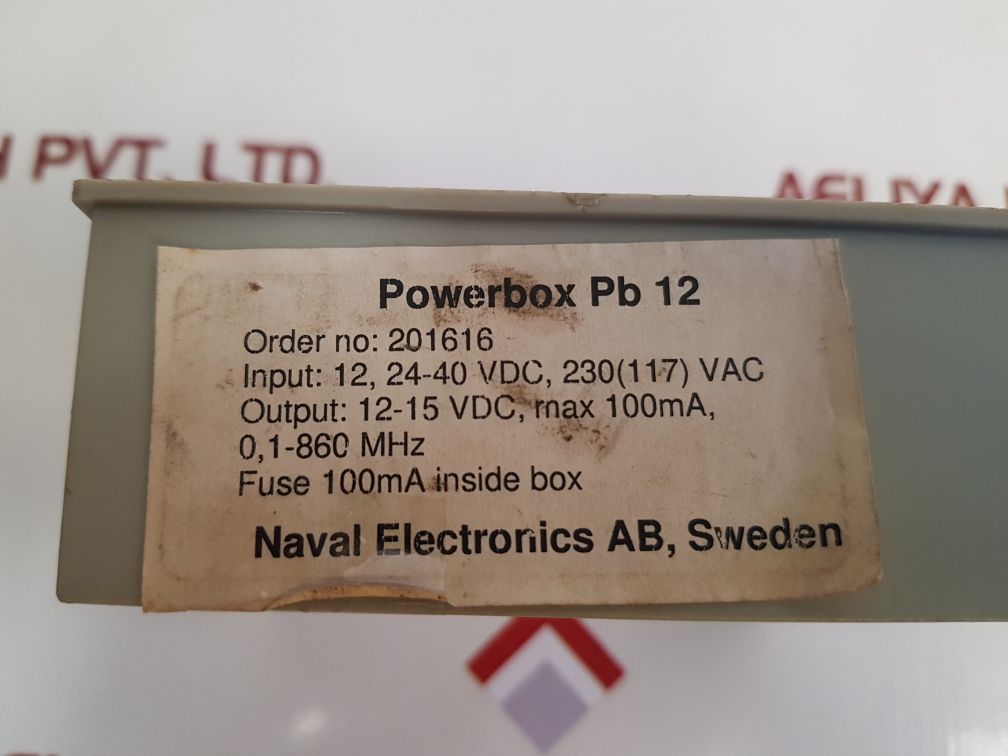 H PVT. LTD.
AELIYA
Powerbox Pb 12
Order no: 201616
Input: 12, 24-40 VDC, 230(117) VAC
Output: 12-15 VDC, max 100mA,
0,1-860 MHz
Fuse 100mA inside box
Naval Electronics AB, Sweden